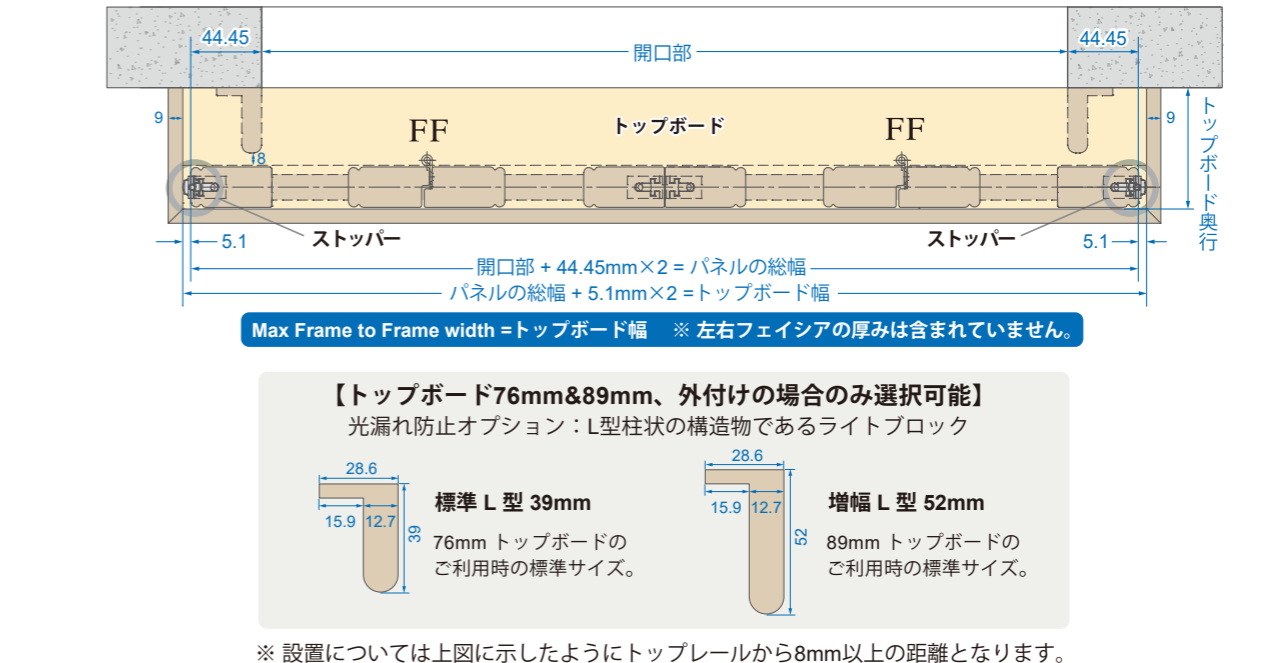 44.45
開口部
44.45
9
FF
トップボード
FF
9
トップボード奥行
8
5.1
ストッパー
ストッパー
5.1
開口部 + 44.45mm×2 = パネルの総幅
パネルの総幅 + 5.1mm×2 =トップボード幅
Max Frame to Frame width =トップボード幅 ※ 左右フェイシアの厚みは含まれていません。
【トップボード76mm&89mm、外付けの場合のみ選択可能】
光漏れ防止オプション：L型柱状の構造物であるライトブロック
28.6
15.9
12.7
39
標準 L 型 39mm
76mm トップボードの
ご利用時の標準サイズ。
28.6
15.9
12.7
52
増幅 L 型 52mm
89mm トップボードの
ご利用時の標準サイズ。
※ 設置については上図に示したようにトップレールから8mm以上の距離となります。